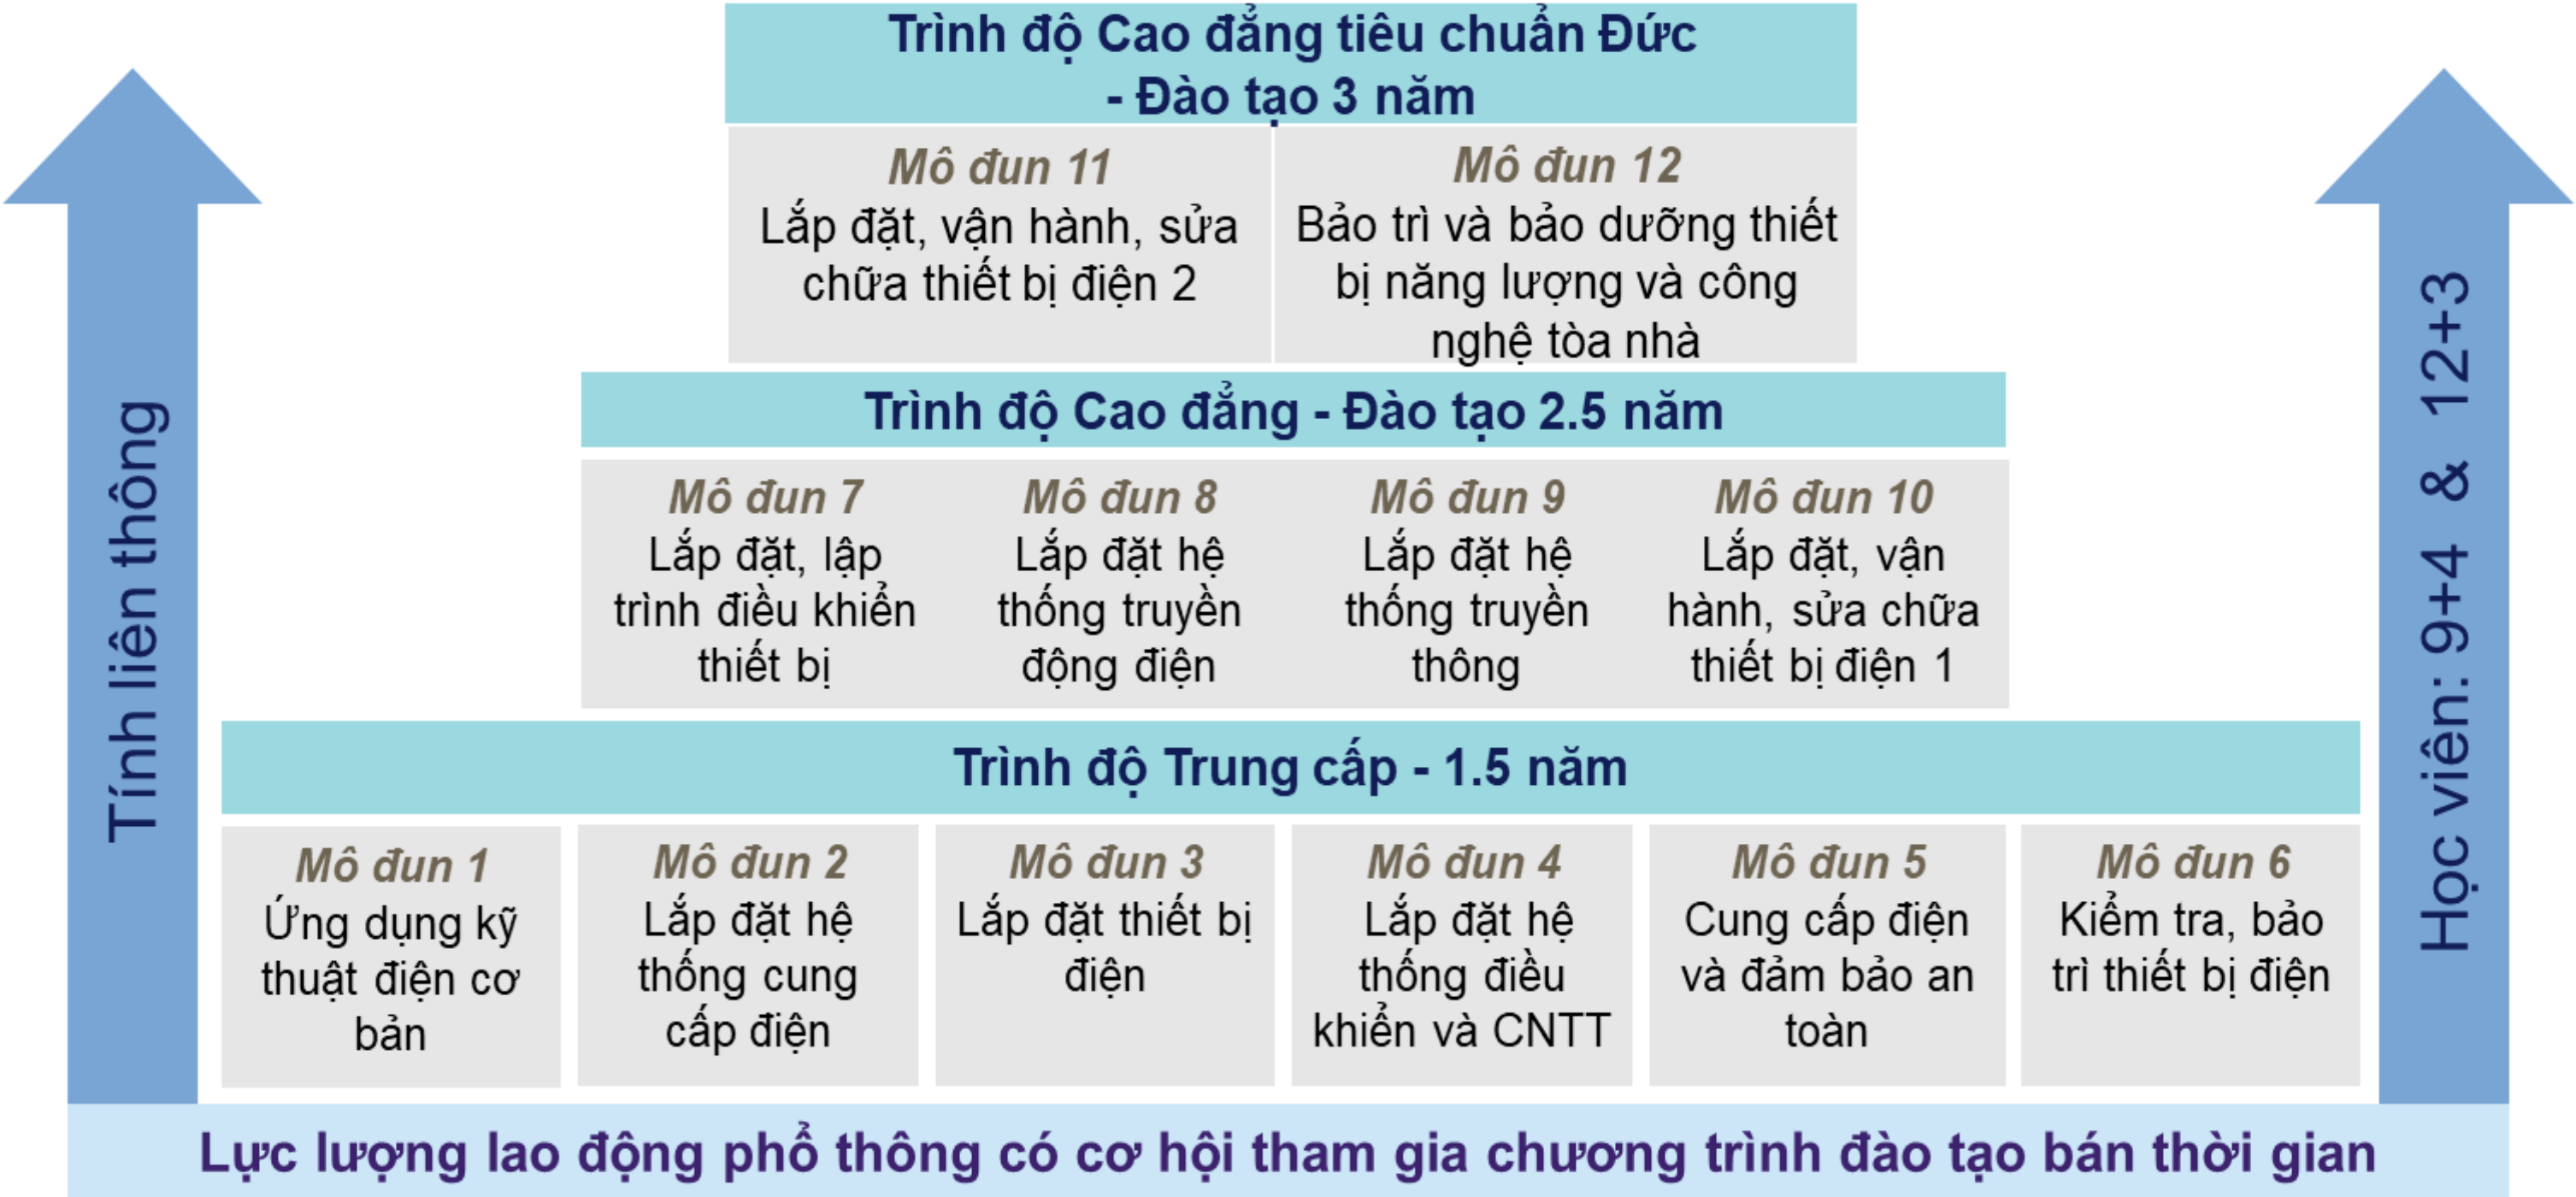 Trình độ Cao đẳng tiêu chuẩn Đức
- Đào tạo 3 năm
Mô đun 11
Lắp đặt, vận hành, sửa
chữa thiết bị điện 2
Mô đun 12
Bảo trì và bảo dưỡng thiết
bị năng lượng và công
nghệ tòa nhà
Trình độ Cao đẳng - Đào tạo 2.5 năm
Mô đun 7
Lắp đặt, lập
trình điều khiển
thiết bị
Mô đun 8
Lắp đặt hệ
thống truyền
động điện
Mô đun 9
Lắp đặt hệ
thống truyền
thông
Mô đun 10
Lắp đặt, vận
hành, sửa chữa
thiết bị điện 1
Trình độ Trung cấp - 1.5 năm
Mô đun 1
Ứng dụng kỹ
thuật điện cơ
bản
Mô đun 2
Lắp đặt hệ
thống cung
cấp điện
Mô đun 3
Lắp đặt thiết bị
điện
Mô đun 4
Lắp đặt hệ
thống điều
khiển và CNTT
Mô đun 5
Cung cấp điện
và đảm bảo an
toàn
Mô đun 6
Kiểm tra, bảo
trì thiết bị điện
Tính liên thông
Học viên: 9+4 & 12+3
Lực lượng lao động phổ thông có cơ hội tham gia chương trình đào tạo bán thời gian